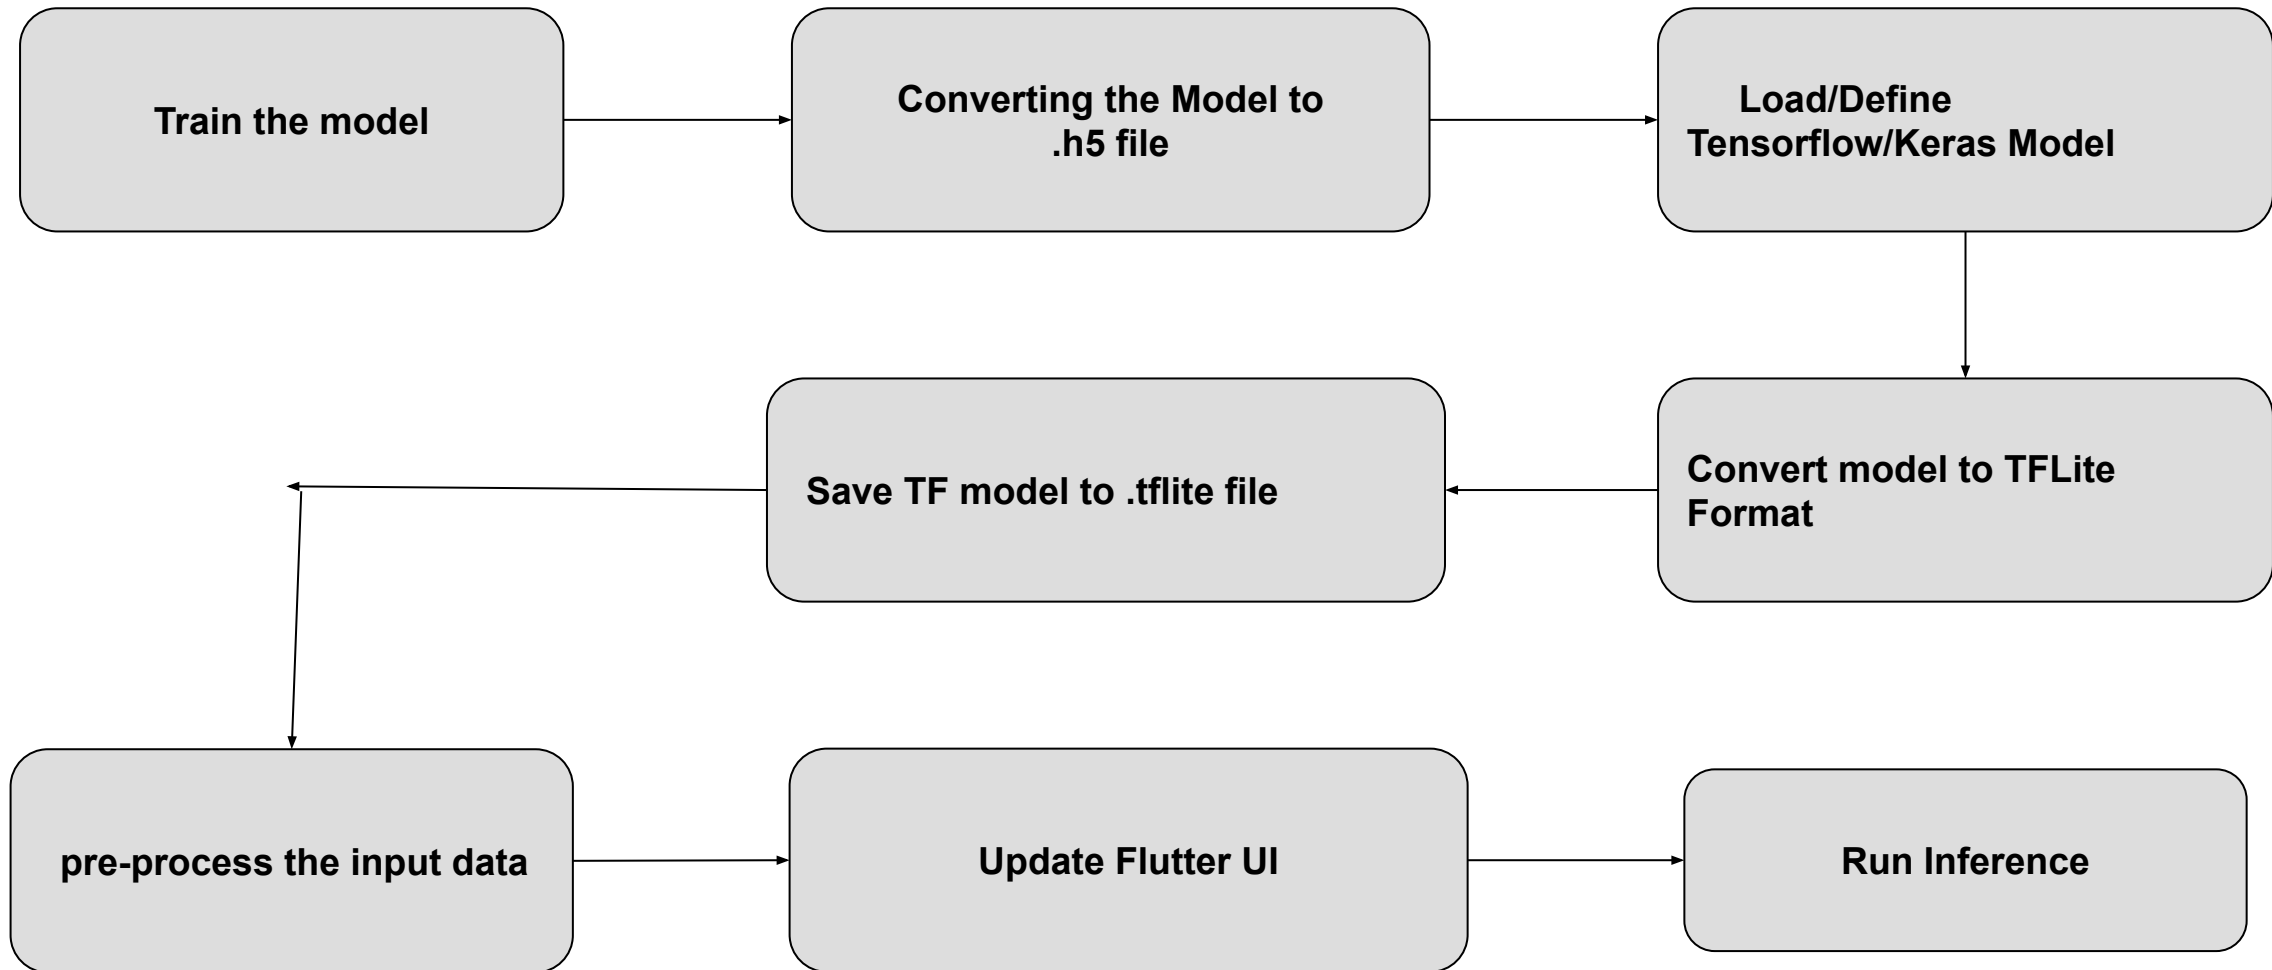 Train the model
Converting the Model to
.h5 file
Load/Define
Tensorflow/Keras Model
Convert model to TFLite
Format
Save TF model to .tflite file
pre-process the input data
Update Flutter UI
Run Inference